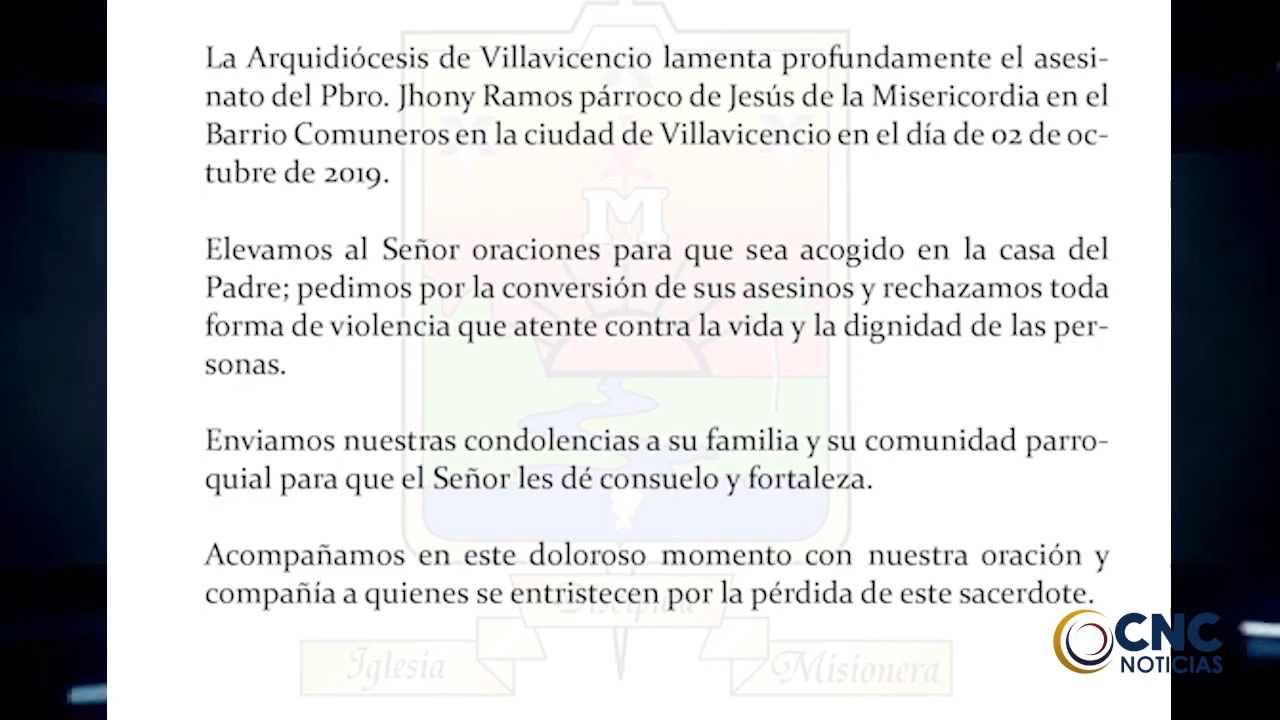 La Arquidiócesis de Villavicencio lamenta profundamente el asesi-
nato del Pbro. Jhony Ramos párroco de Jesús de la Misericordia en el
Barrio Comuneros en la ciudad de Villavicencio en el día de 02 de oc-
tubre de 2019.
Elevamos al Señor oraciones para que sea acogido en la casa del
Padre; pedimos por la conversión de sus asesinos y rechazamos toda
forma de violencia que atente contra la vida y la dignidad de las per-
sonas.
Enviamos nuestras condolencias a su familia y su comunidad parro-
quial para que el Señor les dé consuelo y fortaleza.
Acompañamos en este doloroso momento con nuestra oración y
compañía a quienes se entristecen por la pérdida de este sacerdote.
M
Discípula
Iglesia
Misionera
CNC
NOTICIAS